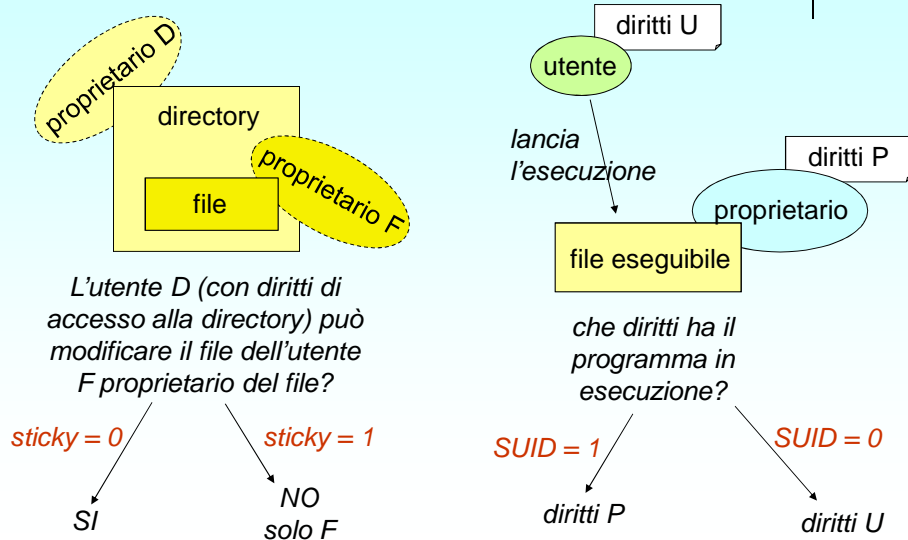 proprietario D
directory
proprietario F
file
L'utente D (con diritti di
accesso alla directory) può
modificare il file dell'utente
F proprietario del file?
sticky = 0
sticky = 1
SI
NO
solo F
diritti U
utente
lancia
l'esecuzione
diritti P
proprietario
file eseguibile
che diritti ha il
programma in
esecuzione?
SUID = 1
SUID = 0
diritti P
diritti U